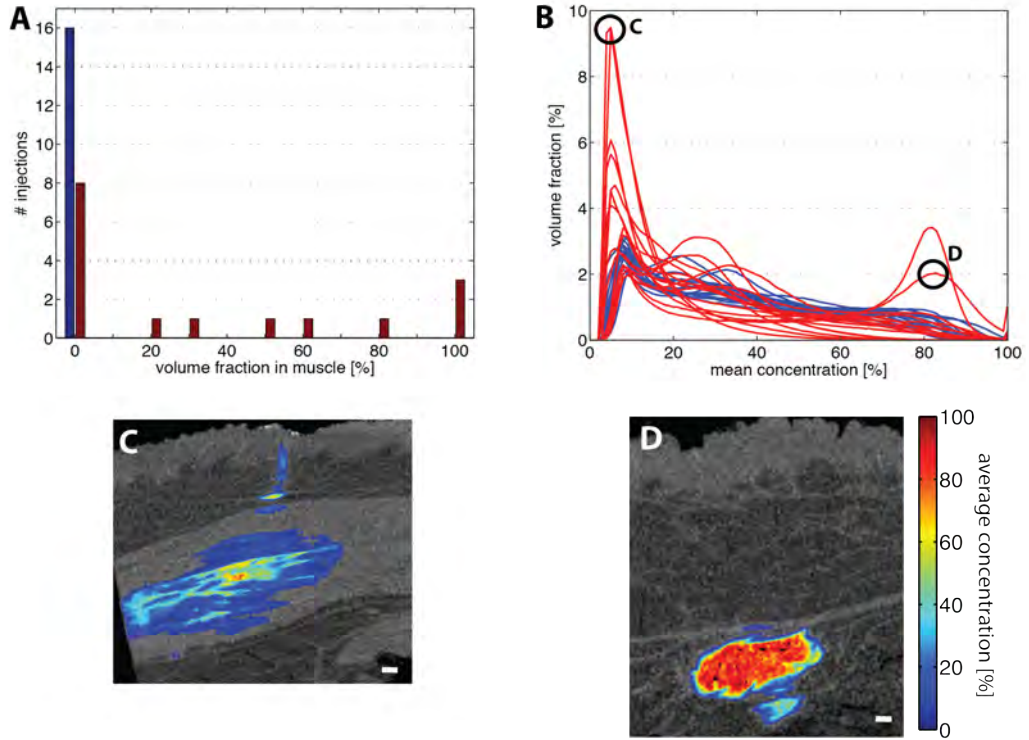 A
16
14
12
10
8
6
4
2
0
# injections
0 20 40 60 80 100
volume fraction in muscle [%]
B
10
8
6
4
2
0
volume fraction [%]
C
D
0 20 40 60 80 100
mean concentration [%]
C
D
100
80
60
40
20
0
average concentration [%]